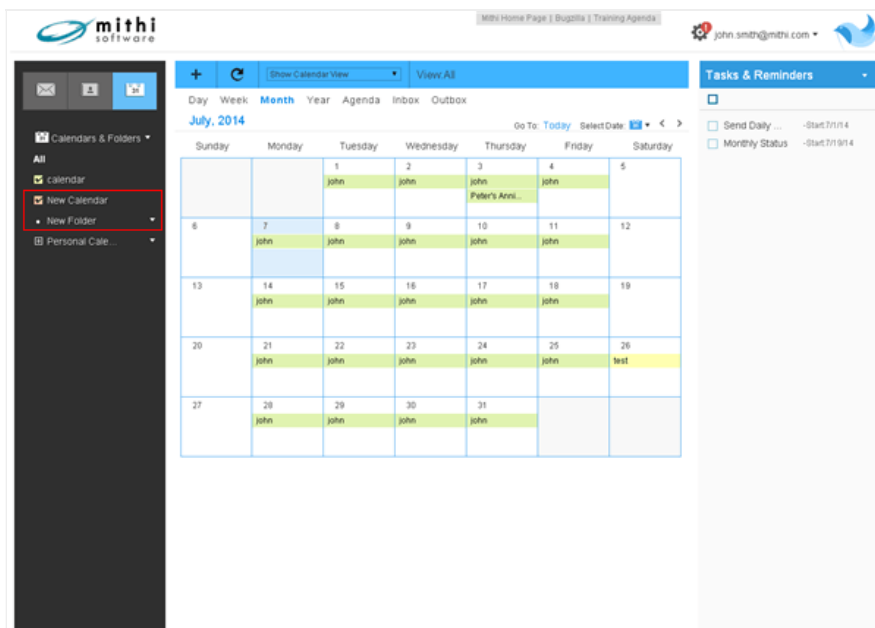 mithi
software
Mithi Home Page | Bugzilla | Training Agenda
john.smith@mithi.com
31
Calendars & Folders
All
calendar
New Calendar
New Folder
Personal Cale...
Show Calendar View View:All
Day Week Month Year Agenda Inbox Outbox
July, 2014
Go To: Today Select Date:
Sunday Monday Tuesday Wednesday Thursday Friday Saturday
1 2 3 4 5
john john john john
Peter's Anni...
6 7 8 9 10 11 12
john john john john john
13 14 15 16 17 18 19
john john john john john
20 21 22 23 24 25 26
john john john john john test
27 28 29 30 31
john john john john
Tasks & Reminders
Send Daily ... -Start:7/1/14
Monthly Status -Start:7/19/14